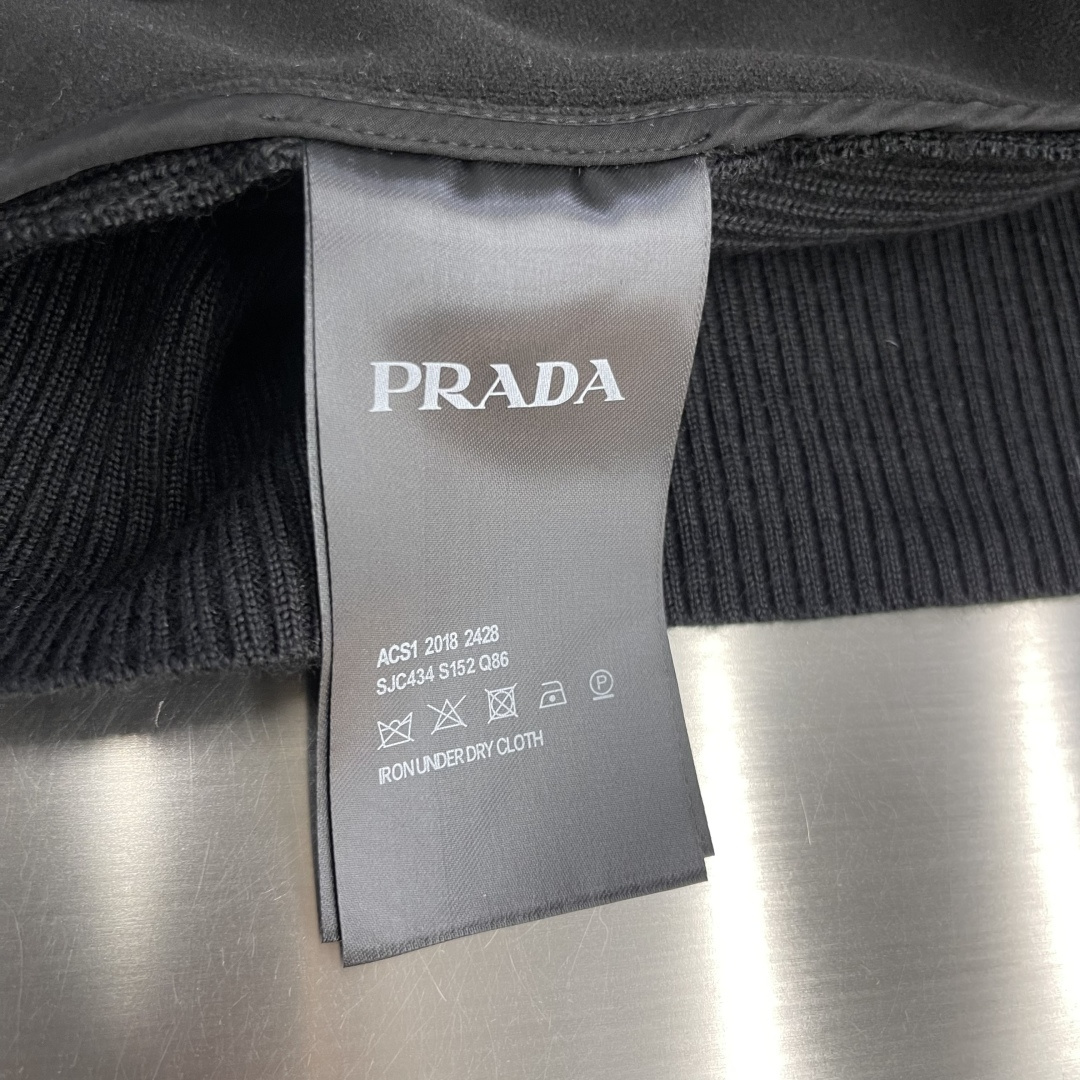 PRADA
ACS1 2018 2428
SJC434 S152 Q86
P
IRON UNDER DRY CLOTH